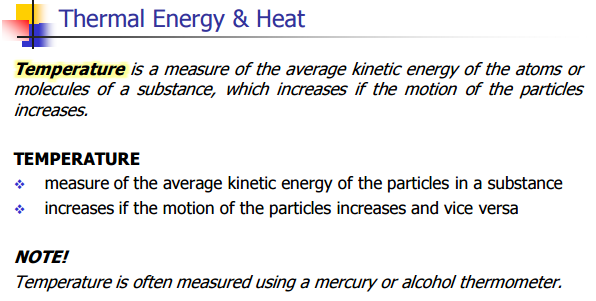 Thermal Energy & Heat
Temperature is a measure of the average kinetic energy of the atoms or
molecules of a substance, which increases if the motion of the particles
increases.
TEMPERATURE
❖ measure of the average kinetic energy of the particles in a substance
❖ increases if the motion of the particles increases and vice versa
NOTE!
Temperature is often measured using a mercury or alcohol thermometer.